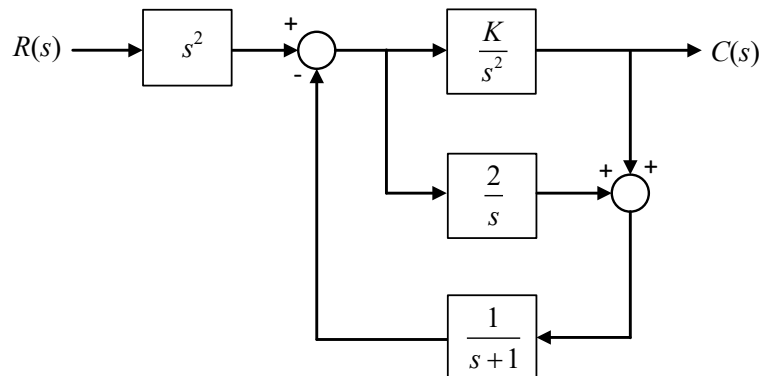 R(s)
s²
+
-
K
s²
C(s)
2
s
+
+
1
s+1